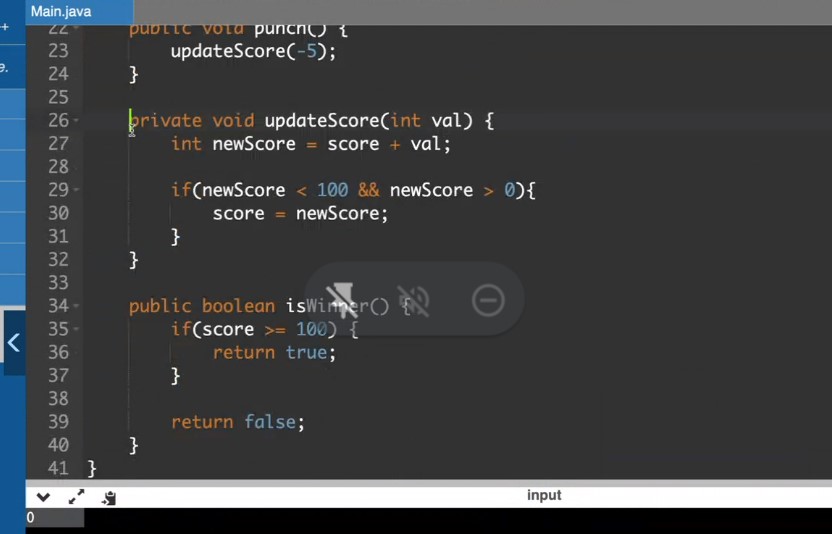 Main.java
+
e.
22 public void punch() {
23 updateScore(-5);
24 }
25
26 private void updateScore(int val) {
27 int newScore = score + val;
28
29 if(newScore < 100 && newScore > 0){
30 score = newScore;
31 }
32 }
33
34 public boolean isWinner() {
35 if(score >= 100) {
36 return true;
37 }
38
39 return false;
40 }
41 }
input
0